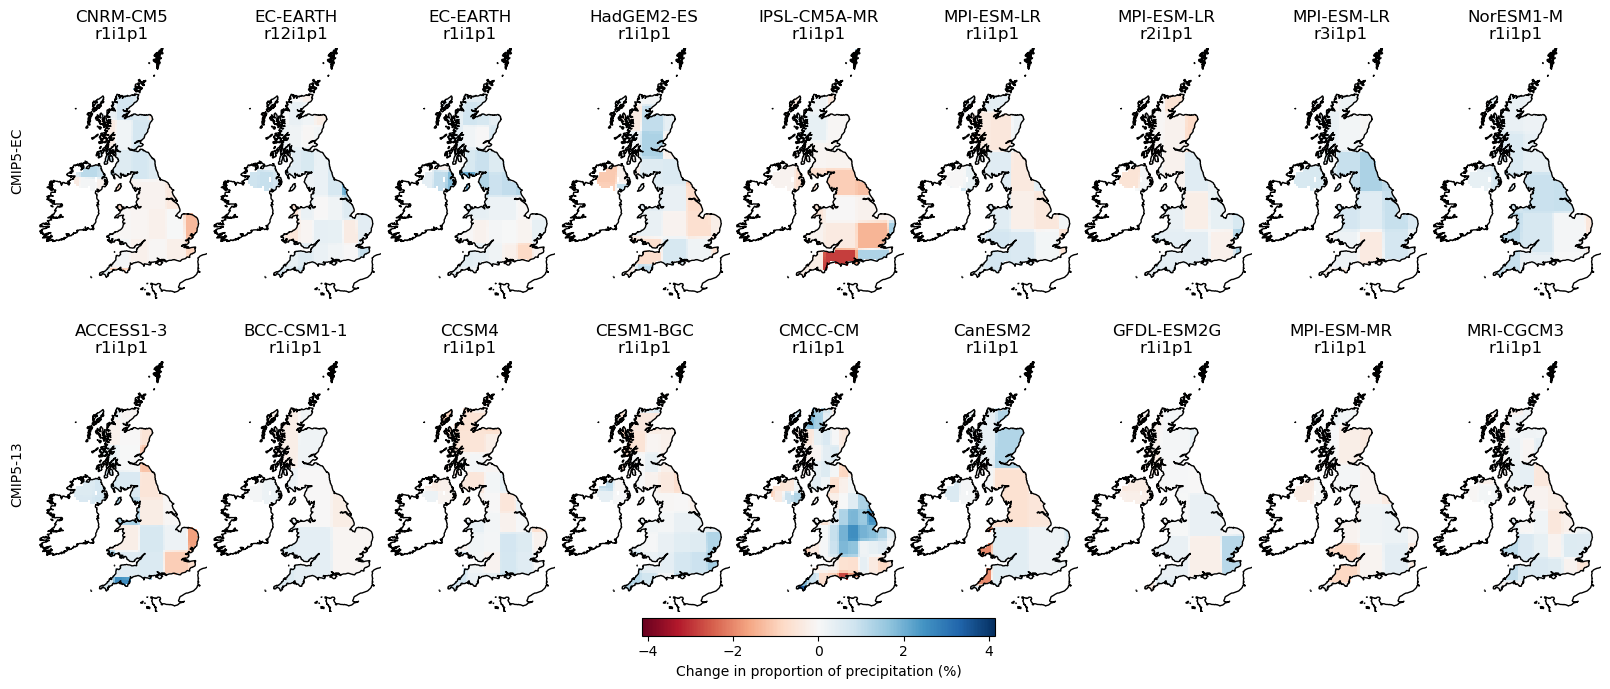 CNRM-CM5 EC-EARTH EC-EARTH HadGEM2-ES IPSL-CM5A-MR MPI-ESM-LR MPI-ESM-LR MPI-ESM-LR NorESM1-M
r1i1p1 r12i1p1 r1i1p1 r1i1p1 r1i1p1 r1i1p1 r2i1p1 r3i1p1 r1i1p1
CMIP5-EC
ACCESS1-3 BCC-CSM1-1 CCSM4 CESM1-BGC CMCC-CM CanESM2 GFDL-ESM2G MPI-ESM-MR MRI-CGCM3
r1i1p1 r1i1p1 r1i1p1 r1i1p1 r1i1p1 r1i1p1 r1i1p1 r1i1p1 r1i1p1
CMIP5-13
−4 −2 0 2 4
Change in proportion of precipitation (%)